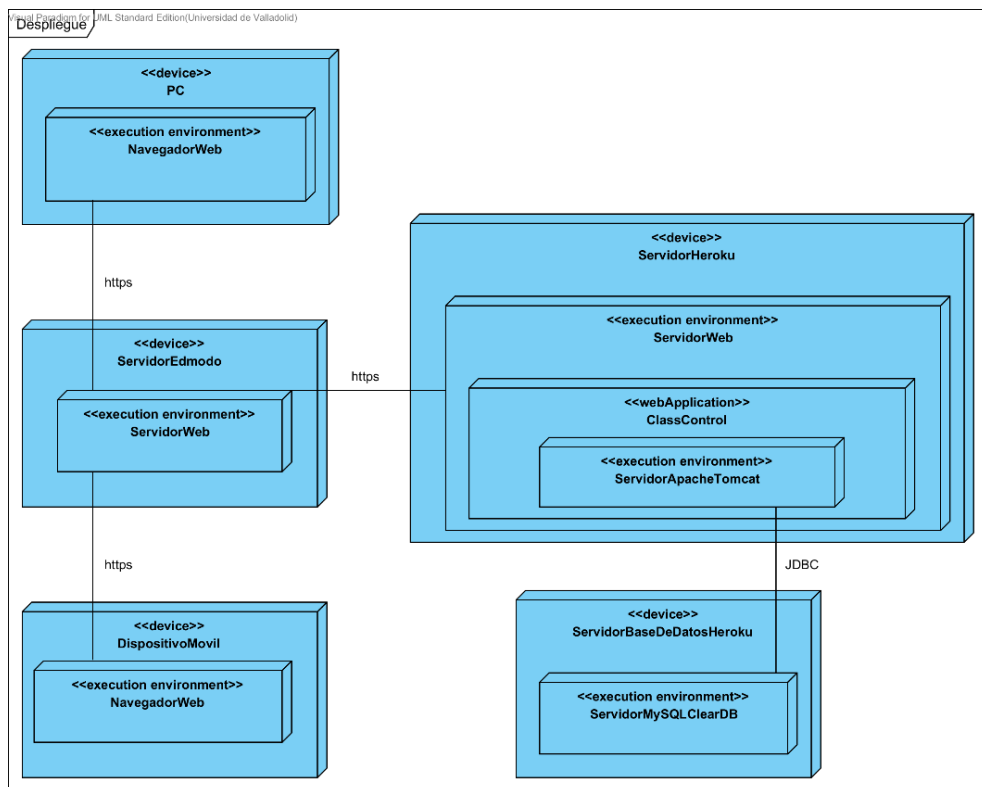 Visual Paradigm for UML Standard Edition(Universidad de Valladolid)
Despliegue
<<device>>
PC
<<execution environment>>
NavegadorWeb
https
<<device>>
ServidorEdmodo
<<execution environment>>
ServidorWeb
https
<<device>>
DispositivoMovil
<<execution environment>>
NavegadorWeb
https
<<device>>
ServidorHeroku
<<execution environment>>
ServidorWeb
<<webApplication>>
ClassControl
<<execution environment>>
ServidorApacheTomcat
JDBC
<<device>>
ServidorBaseDeDatosHeroku
<<execution environment>>
ServidorMySQLClearDB